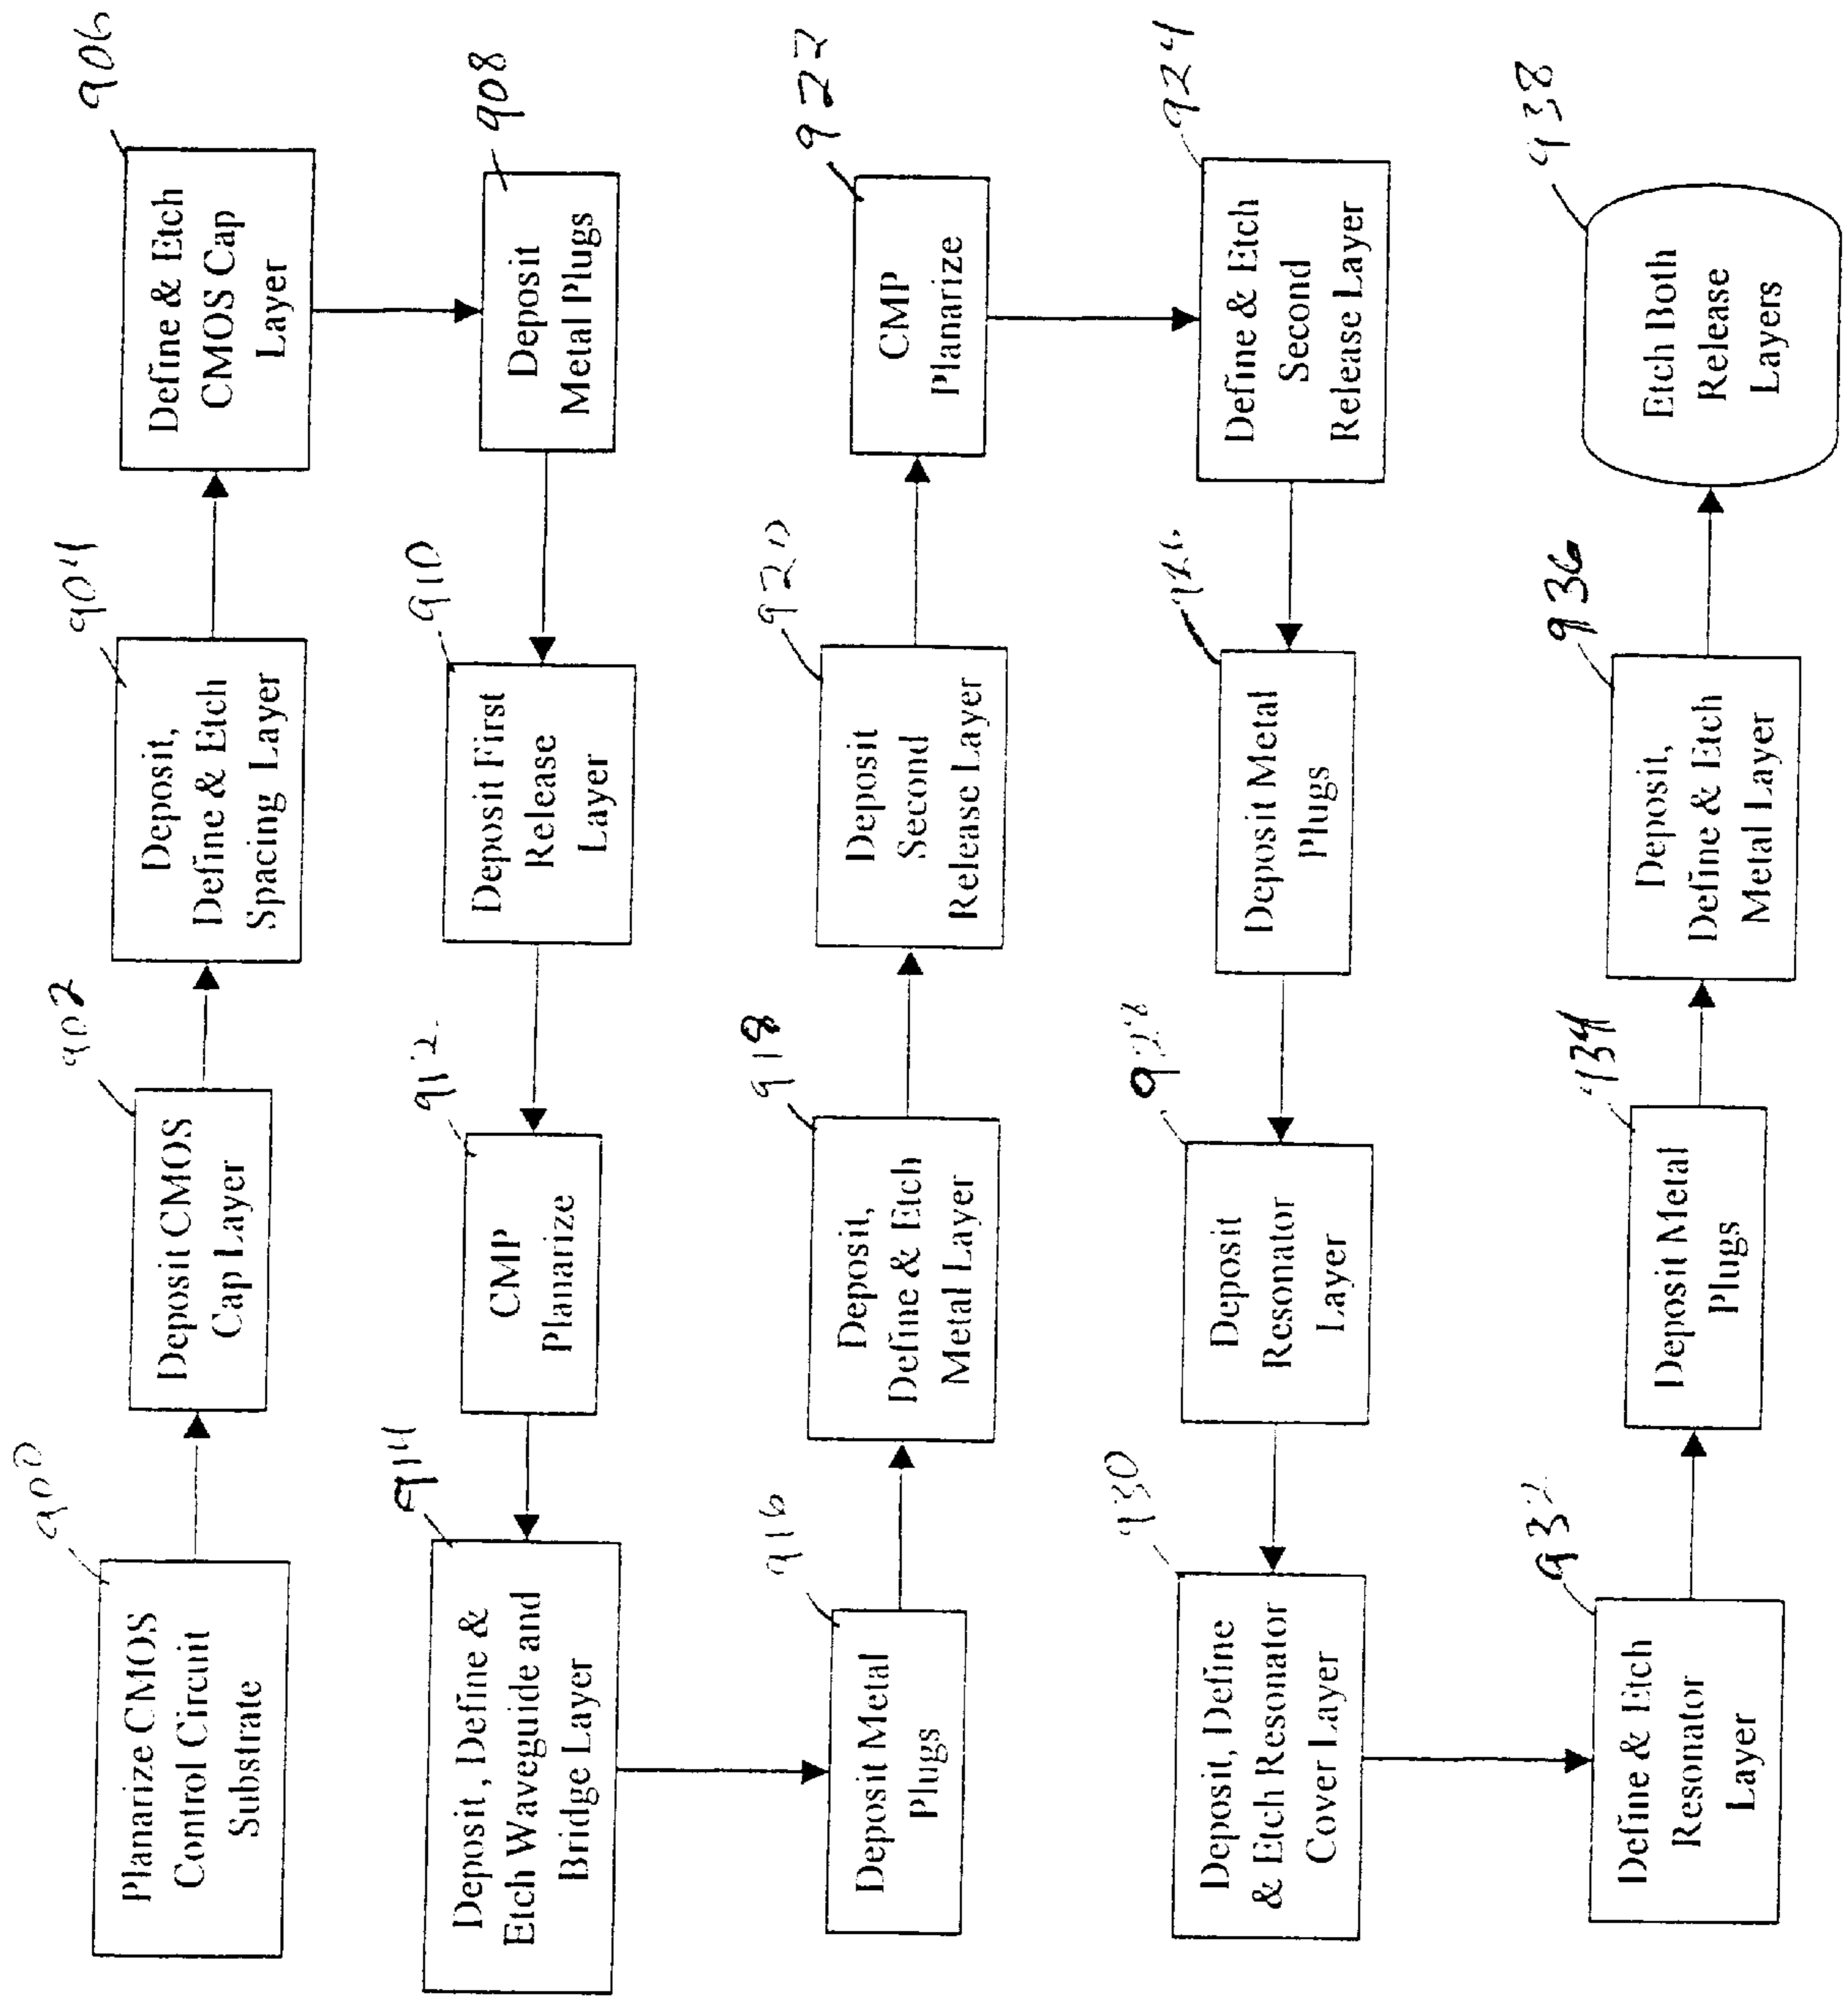 900
Planarize CMOS
Control Circuit
Substrate
902
Deposit CMOS
Cap Layer
904
Deposit,
Define & Etch
Spacing Layer
906
Define & Etch
CMOS Cap
Layer
908
Deposit
Metal Plugs
910
Deposit First
Release
Layer
912
CMP
Planarize
914
Deposit, Define &
Etch Waveguide and
Bridge Layer
916
Deposit Metal
Plugs
918
Deposit,
Define & Etch
Metal Layer
920
Deposit
Second
Release Layer
922
CMP
Planarize
924
Define & Etch
Second
Release Layer
926
Deposit Metal
Plugs
928
Deposit
Resonator
Layer
930
Deposit, Define
& Etch Resonator
Cover Layer
932
Define & Etch
Resonator
Layer
934
Deposit Metal
Plugs
936
Deposit,
Define & Etch
Metal Layer
938
Etch Both
Release
Layers